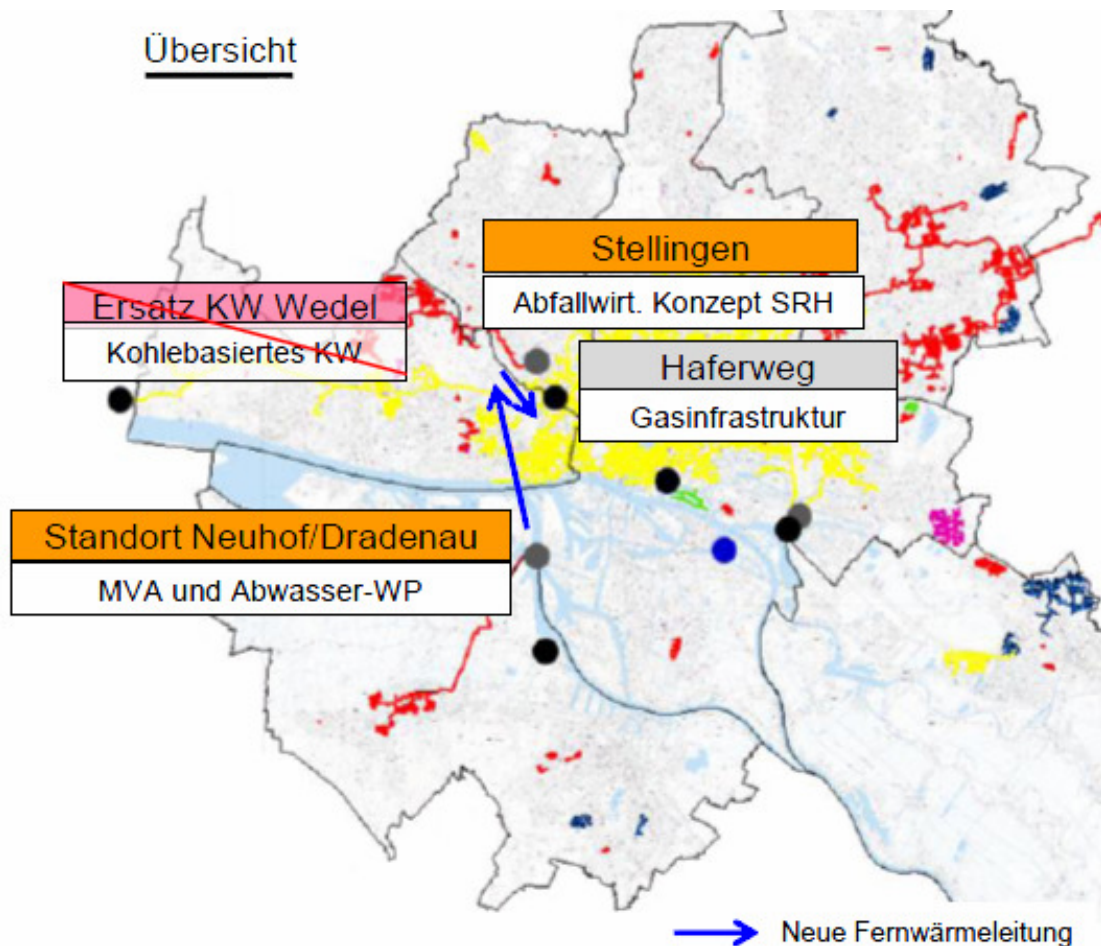 Übersicht
Stellingen
Abfallwirt. Konzept SRH
Ersatz KW Wedel
Kohlebasiertes KW
Haferweg
Gasinfrastruktur
Standort Neuhof/Dradenau
MVA und Abwasser-WP
Neue Fernwärmeleitung